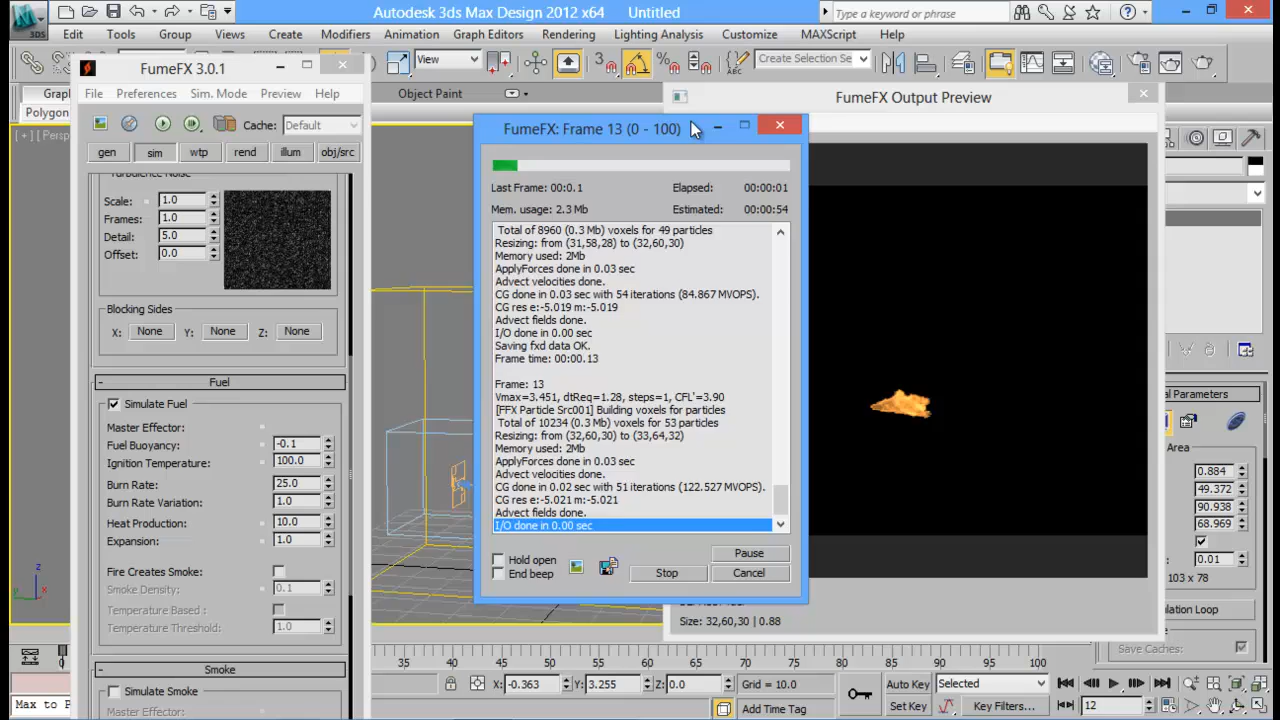 Autodesk 3ds Max Design 2012 x64 Untitled
Type a keyword or phrase
3DS
Edit Tools Group Views Create Modifiers Animation Graph Editors Rendering Lighting Analysis Customize MAXScript Help
View
3
Create Selection Se
Grap
Object Paint
Polygon
[ + ] [ Persp
FumeFX 3.0.1
File Preferences Sim. Mode Preview Help
Cache: Default
gen sim wtp rend illum obj/src
Turbulence Noise
Scale: 1.0
Frames: 1.0
Detail: 5.0
Offset: 0.0
Blocking Sides
X: None Y: None Z: None
- Fuel
Simulate Fuel
Master Effector:
Fuel Buoyancy: -0.1
Ignition Temperature: 100.0
Burn Rate: 25.0
Burn Rate Variation: 1.0
Heat Production: 10.0
Expansion: 1.0
Fire Creates Smoke:
Smoke Density: 0.1
Temperature Based :
Temperature Threshold: 1.0
- Smoke
Simulate Smoke
Master Effector:
FumeFX: Frame 13 (0 - 100)
Last Frame: 00:0.1 Elapsed: 00:00:01
Mem. usage: 2.3 Mb Estimated: 00:00:54
Total of 8960 (0.3 Mb) voxels for 49 particles
Resizing: from (31,58,28) to (32,60,30)
Memory used: 2Mb
ApplyForces done in 0.03 sec
Advect velocities done.
CG done in 0.03 sec with 54 iterations (84.867 MVOPS).
CG res e:-5.019 m:-5.019
Advect fields done.
I/O done in 0.00 sec
Saving fxd data OK.
Frame time: 00:00.13
Frame: 13
Vmax=3.451, dtReq=1.28, steps=1, CFL'=3.90
[FFX Particle Src001] Building voxels for particles
Total of 10234 (0.3 Mb) voxels for 53 particles
Resizing: from (32,60,30) to (33,64,32)
Memory used: 2Mb
ApplyForces done in 0.03 sec
Advect velocities done.
CG done in 0.02 sec with 51 iterations (122.527 MVOPS).
CG res e:-5.021 m:-5.021
Advect fields done.
I/O done in 0.00 sec
Hold open
End beep
Pause
Stop Cancel
FumeFX Output Preview
Size: 32,60,30 | 0.88
l Parameters
Area
0.884
49.372
90.938
68.969
0.01
103 x 78
ulation Loop
Save Caches:
z
35 40 45 50 55 60 65 70 75 80 85 90 95 100
X: -0.363 Y: 3.255 Z: 0.0 Grid = 10.0
Auto Key Selected
Max to P
Add Time Tag
Set Key Key Filters... 12